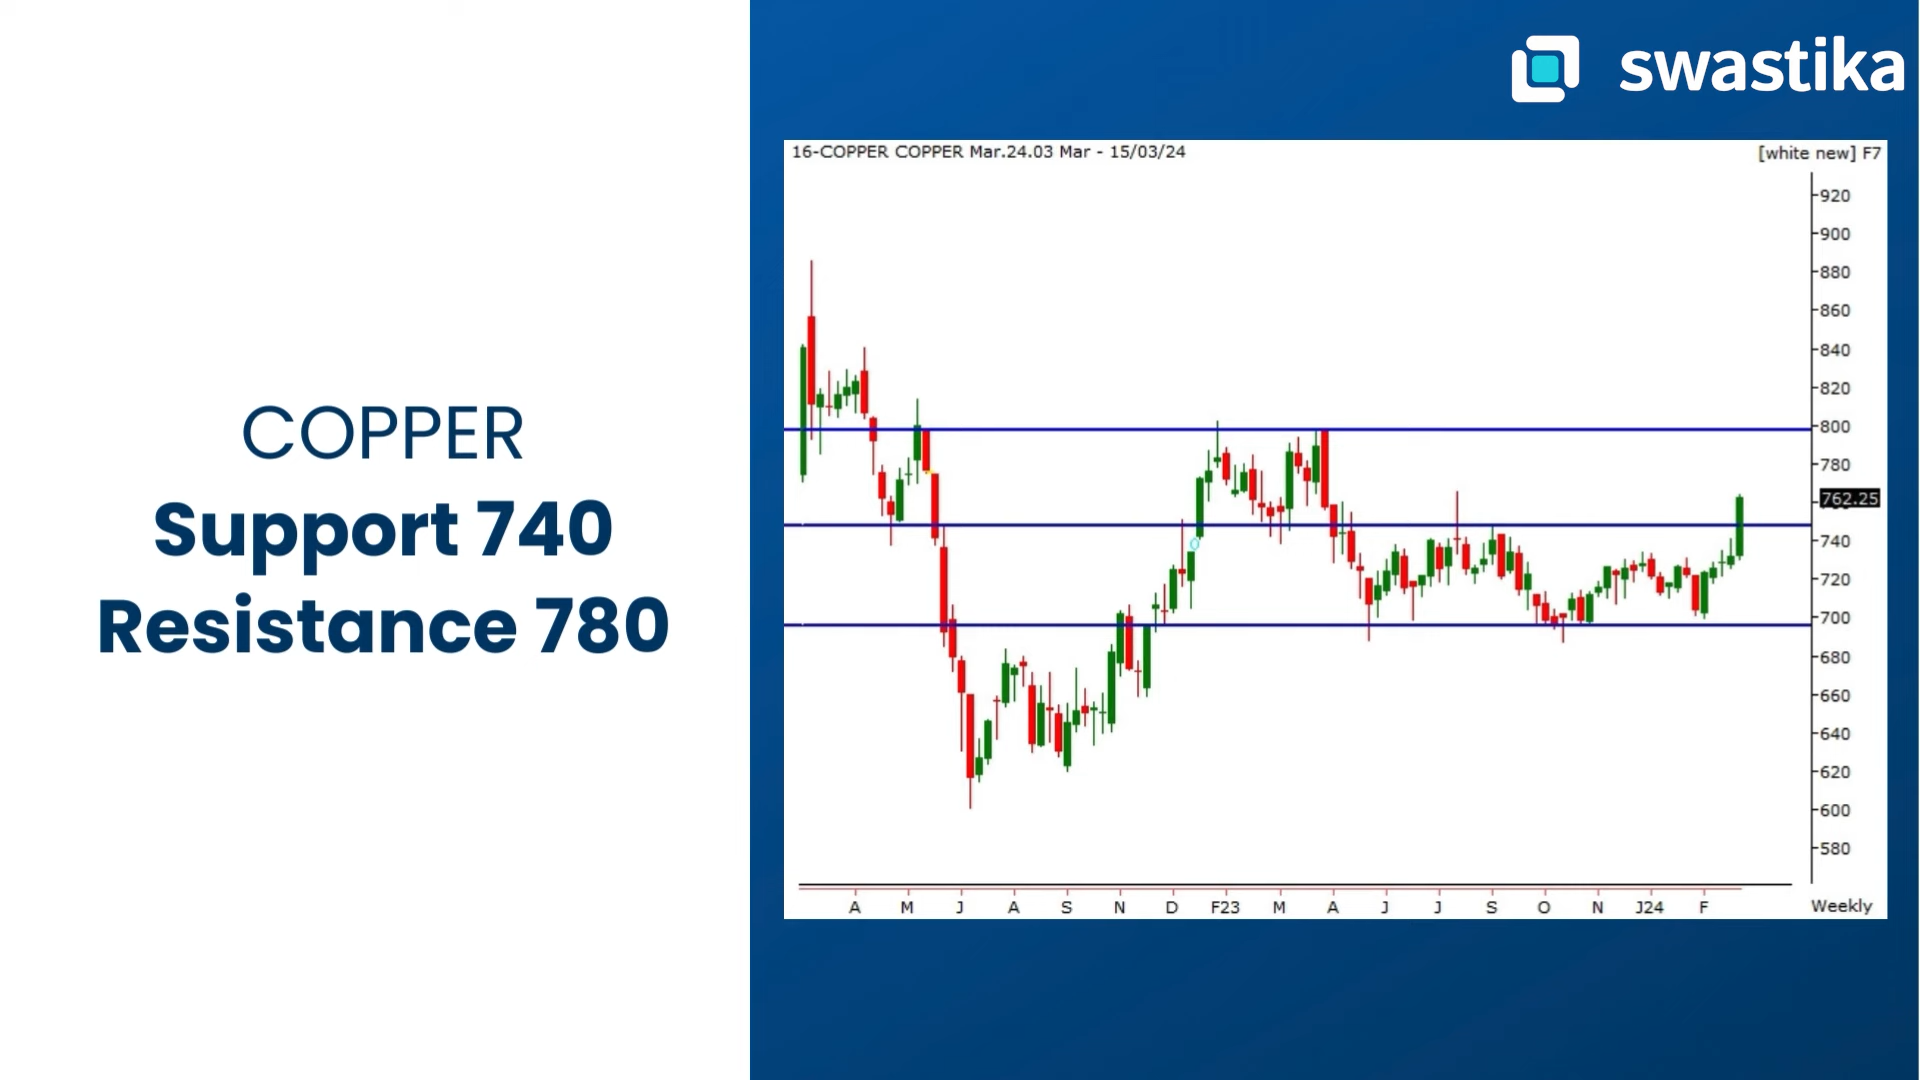 COPPER
Support 740
Resistance 780
swastika
16-COPPER COPPER Mar.24.03 Mar - 15/03/24
[white new] F7
920
900
880
860
840
820
800
780
762.25
740
720
700
680
660
640
620
600
580
A M J A S N D F23 M A J J S O N J24 F
Weekly